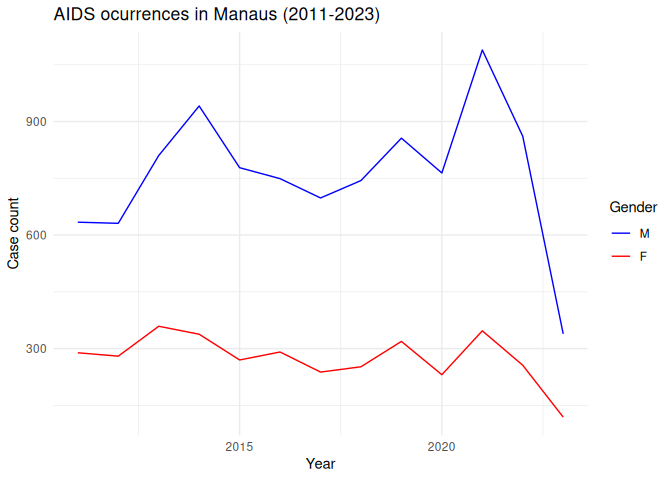 AIDS ocurrences in Manaus (2011-2023)
900
600
300
Case count
2015
2020
Year
Gender
M
F